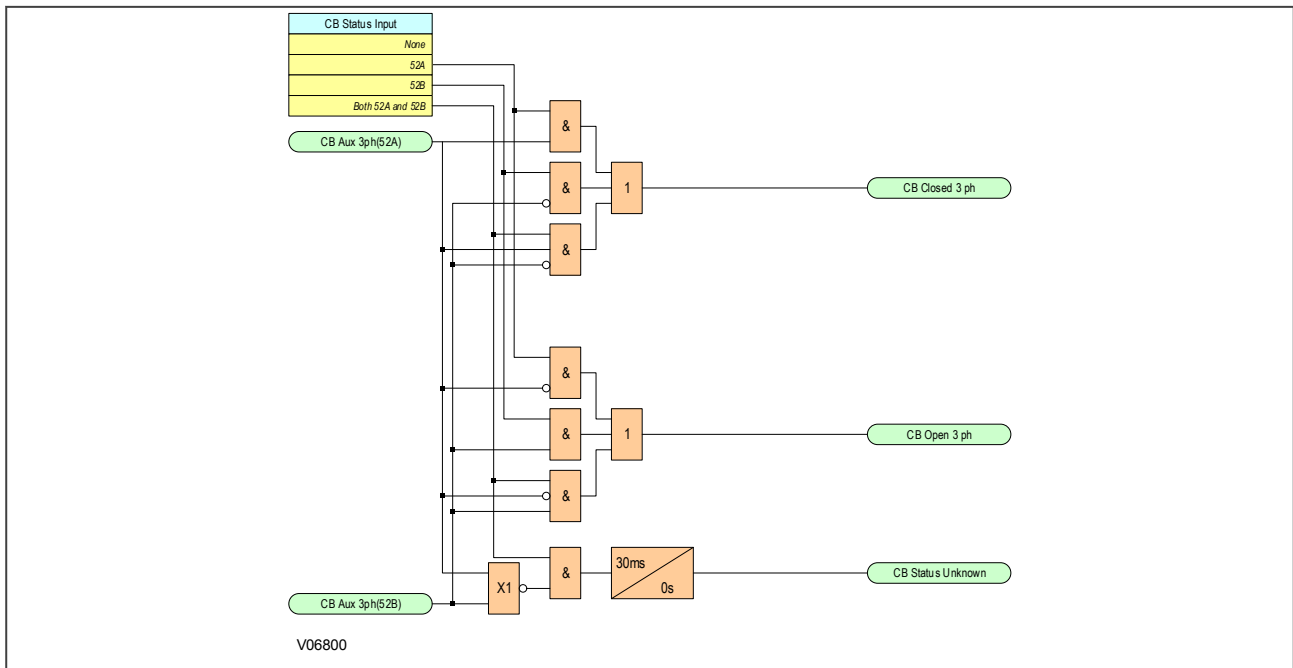 CB Status Input
None
52A
52B
Both 52A and 52B
CB Aux 3ph(52A)
&
1
CB Closed 3 ph
&
&
&
&
1
CB Open 3 ph
&
X1
&
30ms
0s
CB Status Unknown
CB Aux 3ph(52B)
V06800